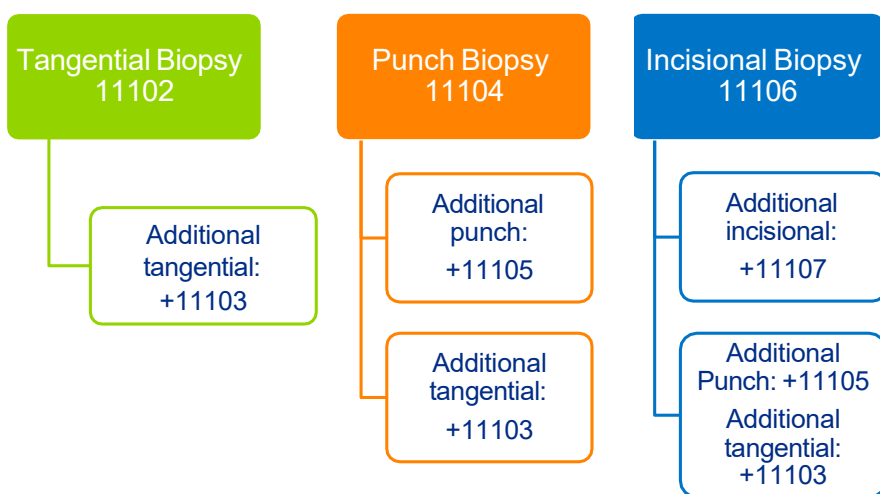 Tangential Biopsy
11102
Additional
tangential:
+11103
Punch Biopsy
11104
Additional
punch:
+11105
Additional
tangential:
+11103
Incisional Biopsy
11106
Additional
incisional:
+11107
Additional
Punch: +11105
Additional
tangential:
+11103